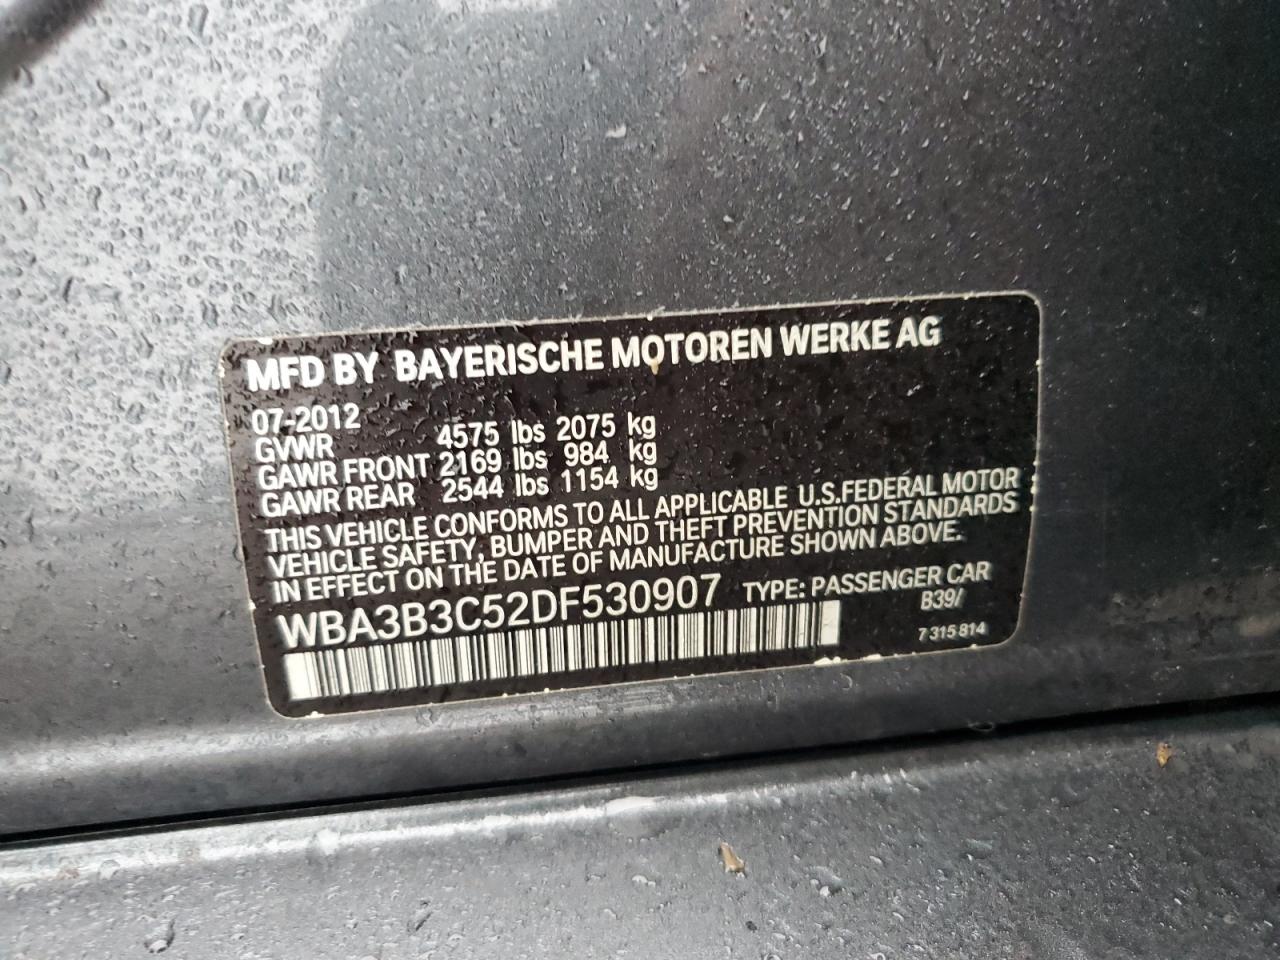 MFD BY BAYERISCHE MOTOREN WERKE AG
07-2012
GVWR 4575 lbs 2075 kg
GAWR FRONT 2169 lbs 984 kg
GAWR REAR 2544 lbs 1154 kg
THIS VEHICLE CONFORMS TO ALL APPLICABLE U.S.FEDERAL MOTOR
VEHICLE SAFETY, BUMPER AND THEFT PREVENTION STANDARDS
IN EFFECT ON THE DATE OF MANUFACTURE SHOWN ABOVE.
WBA3B3C52DF530907 TYPE: PASSENGER CAR
B39/
7 315 814